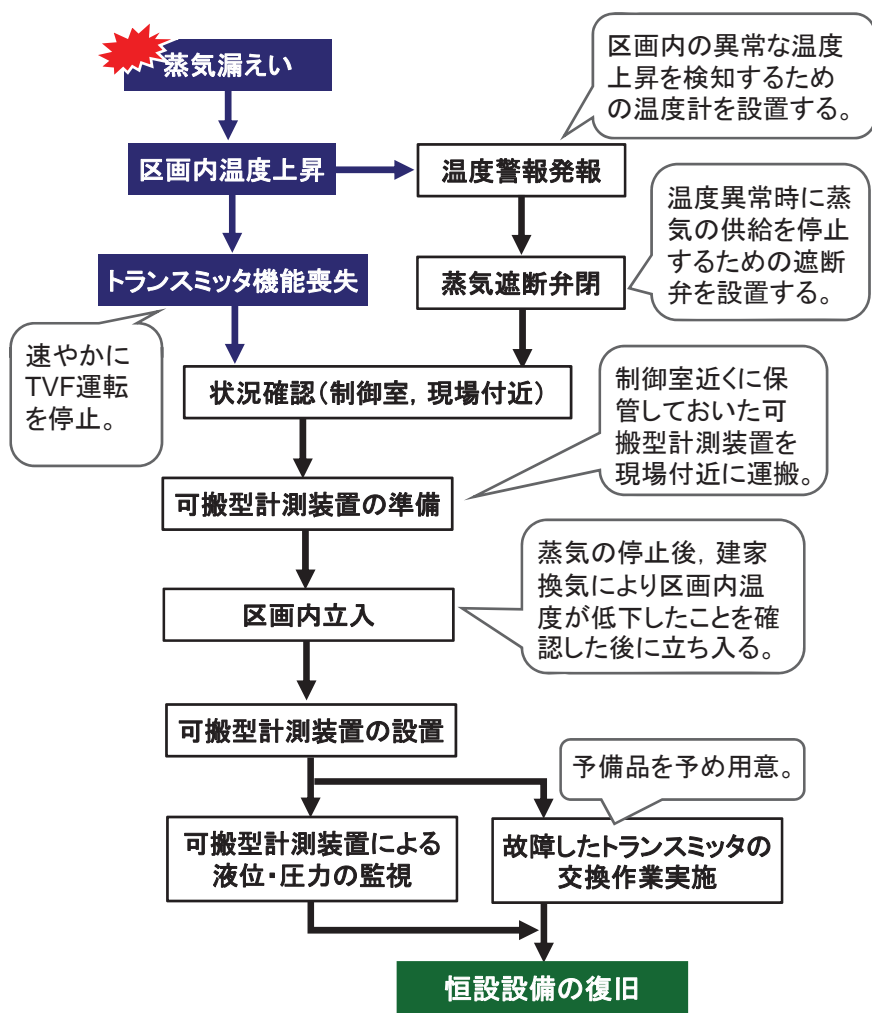 蒸気漏えい
区画内の異常な温度
上昇を検知するため
の温度計を設置する。
区画内温度上昇
温度警報発報
温度異常時に蒸
気の供給を停止
するための遮断
弁を設置する。
トランスミッタ機能喪失
蒸気遮断弁閉
速やかに
TVF運転
を停止。
状況確認（制御室，現場付近）
制御室近くに保
管しておいた可
搬型計測装置を
現場付近に運搬。
可搬型計測装置の準備
蒸気の停止後，建家
換気により区画内温
度が低下したことを確
認した後に立ち入る。
区画内立入
可搬型計測装置の設置
予備品を予め用意。
可搬型計測装置による
液位・圧力の監視
故障したトランスミッタの
交換作業実施
恒設設備の復旧